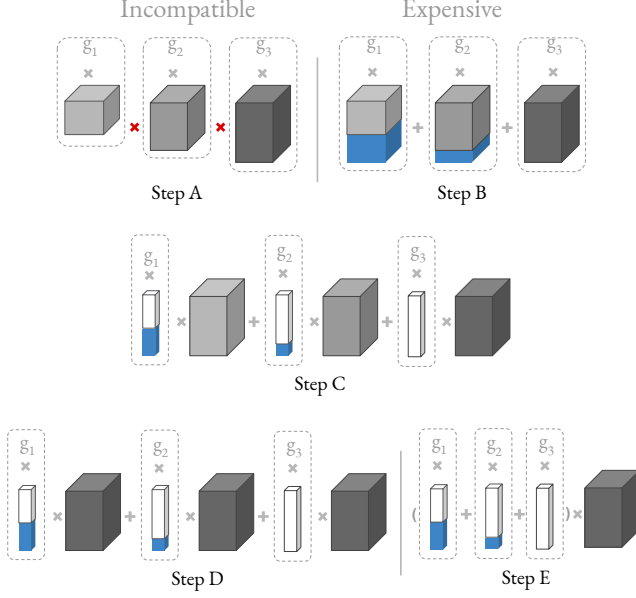 Incompatible
Expensive
g1
g2
g3
g1
g2
g3
× × ×
× × ×
× ×
+ +
Step A
Step B
g1
g2
g3
× × ×
× + × + ×
Step C
g1
g2
g3
g1
g2
g3
× × ×
× × ×
× + × + ×
( + + ) ×
Step D
Step E